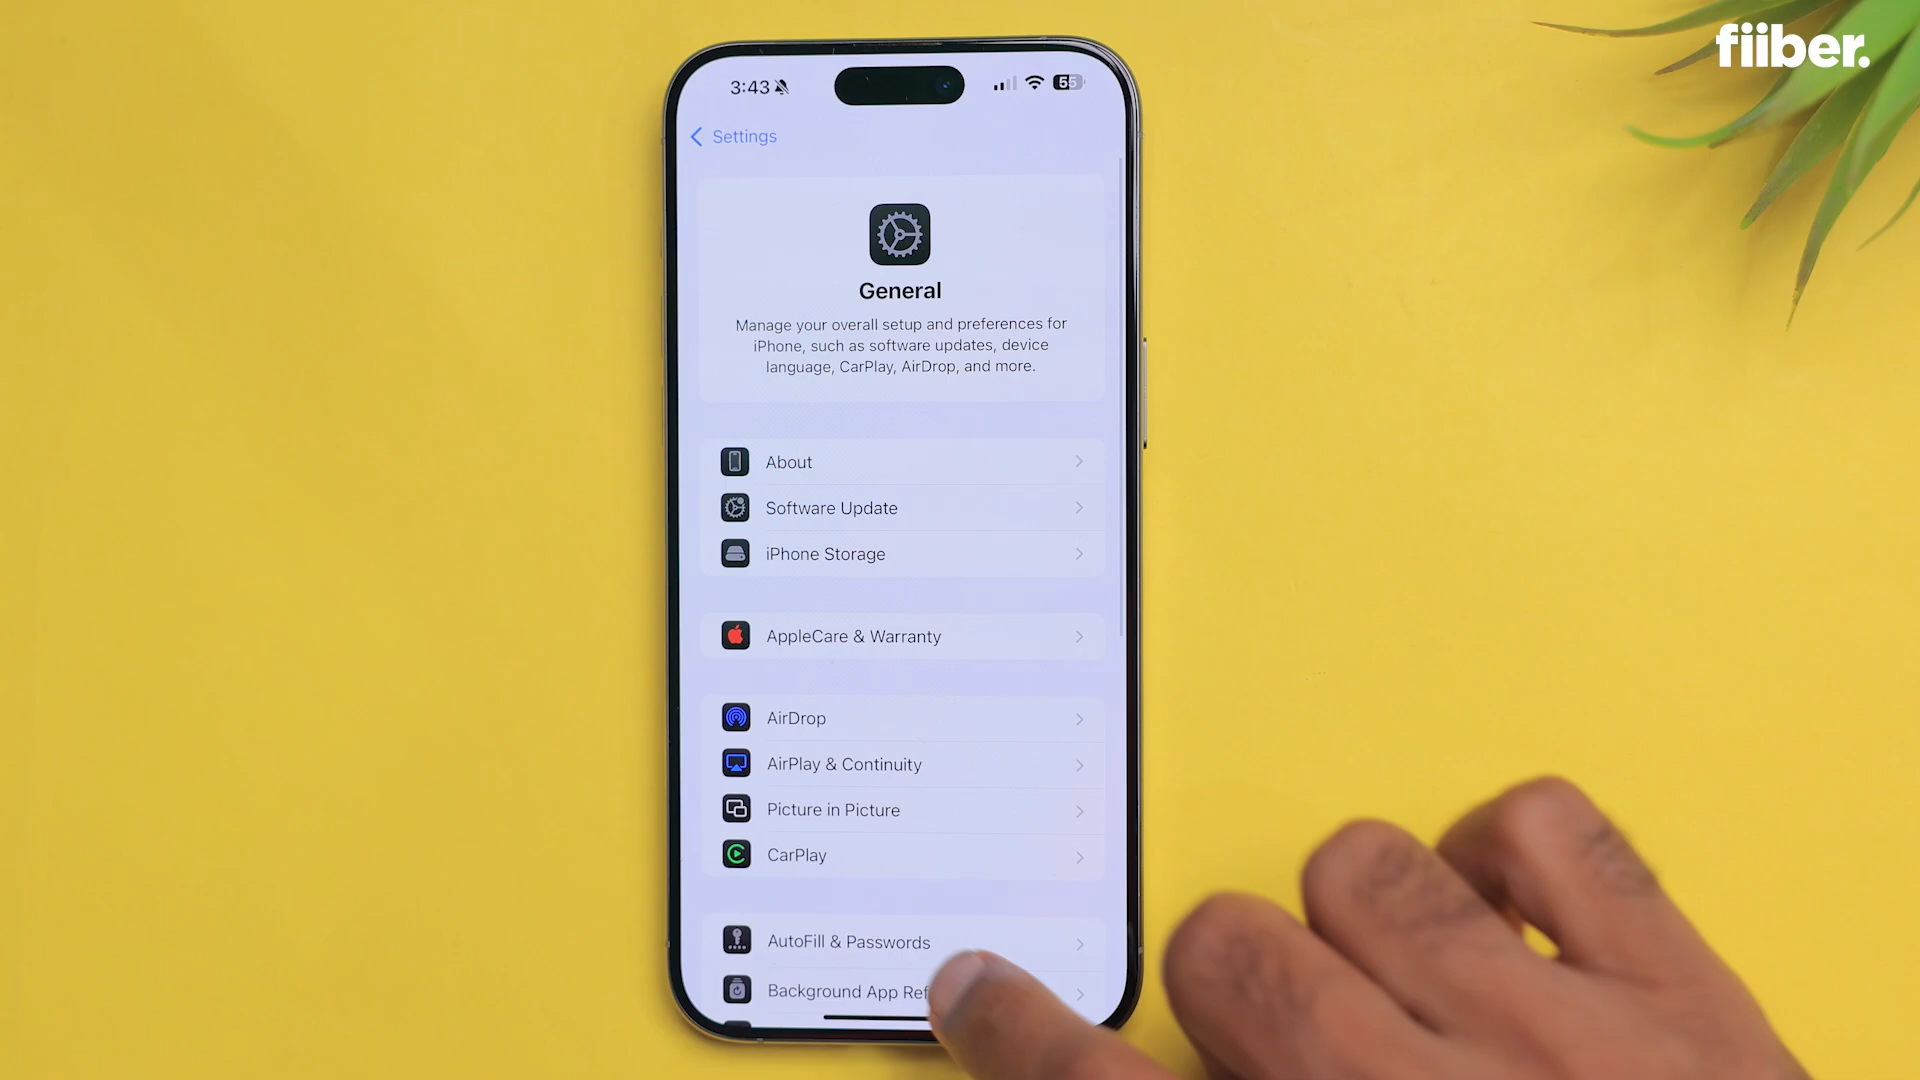 fiiber.
3:43
55
Settings
General
Manage your overall setup and preferences for
iPhone, such as software updates, device
language, CarPlay, AirDrop, and more.
About
Software Update
iPhone Storage
AppleCare & Warranty
AirDrop
AirPlay & Continuity
Picture in Picture
CarPlay
AutoFill & Passwords
Background App Ref